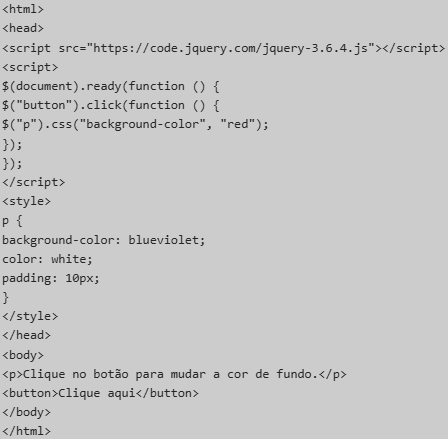 <html>
<head>
<script src="https://code.jquery.com/jquery-3.6.4.js"></script>
<script>
$(document).ready(function () {
$("button").click(function () {
$("p").css("background-color", "red");
});
});
</script>
<style>
p {
background-color: blueviolet;
color: white;
padding: 10px;
}
</style>
</head>
<body>
<p>Clique no botão para mudar a cor de fundo.</p>
<button>Clique aqui</button>
</body>
</html>